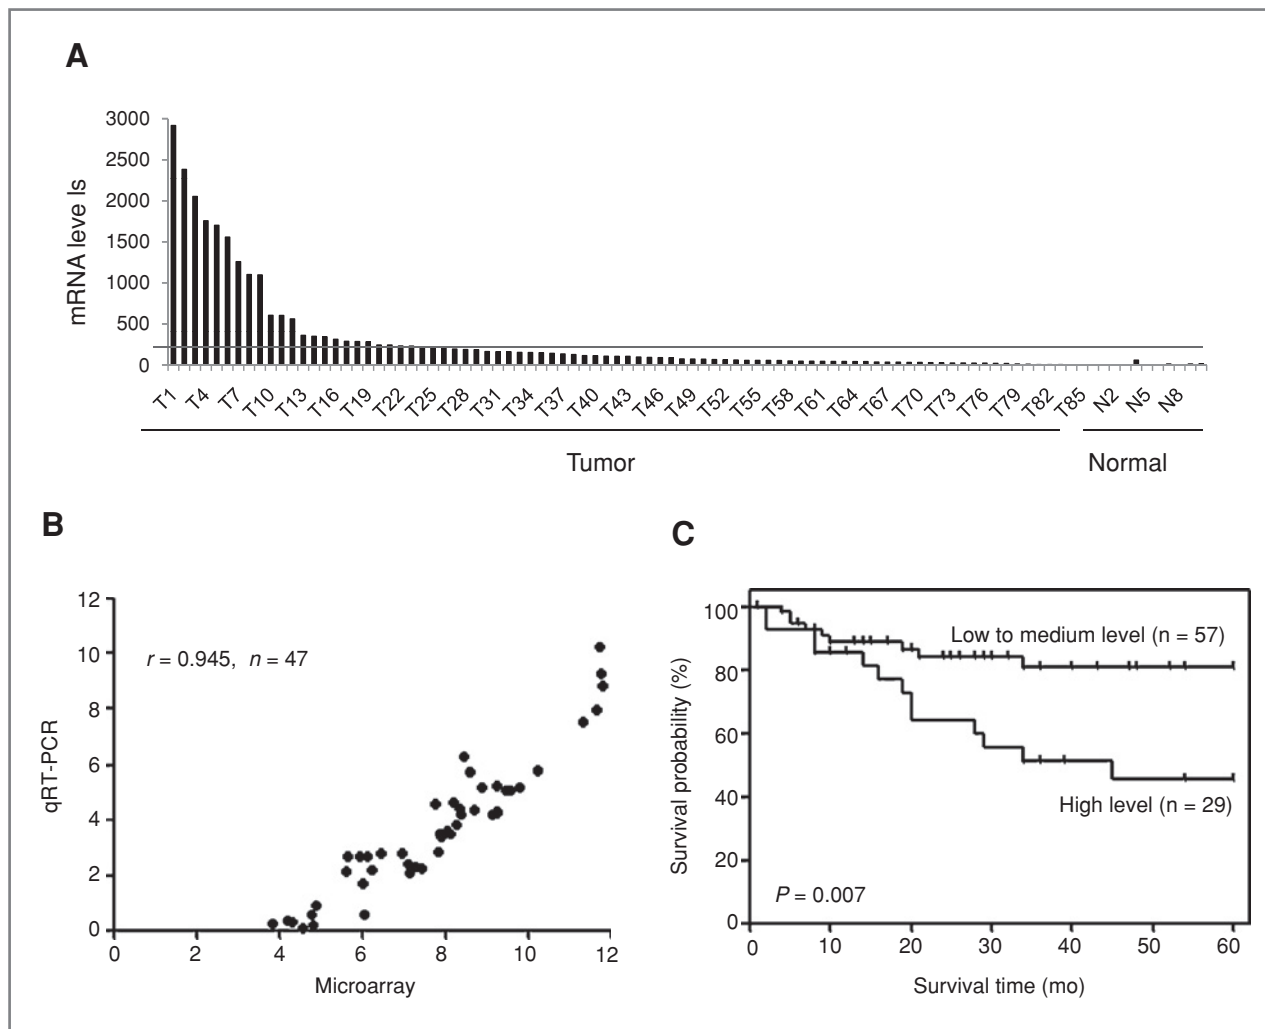 A
3000
2500
2000
1500
1000
500
0
mRNA leve ls
T1 T4 T7 T10 T13 T16 T19 T22 T25 T28 T31 T34 T37 T40 T43 T46 T49 T52 T55 T58 T61 T64 T67 T70 T73 T76 T79 T82 T85 N2 N5 N8
Tumor Normal
B
12
10
8
6
4
2
0
qRT-PCR
r = 0.945, n = 47
0 2 4 6 8 10 12
Microarray
C
100
80
60
40
20
0
Survival probability (%)
Low to medium level (n = 57)
High level (n = 29)
P = 0.007
0 10 20 30 40 50 60
Survival time (mo)